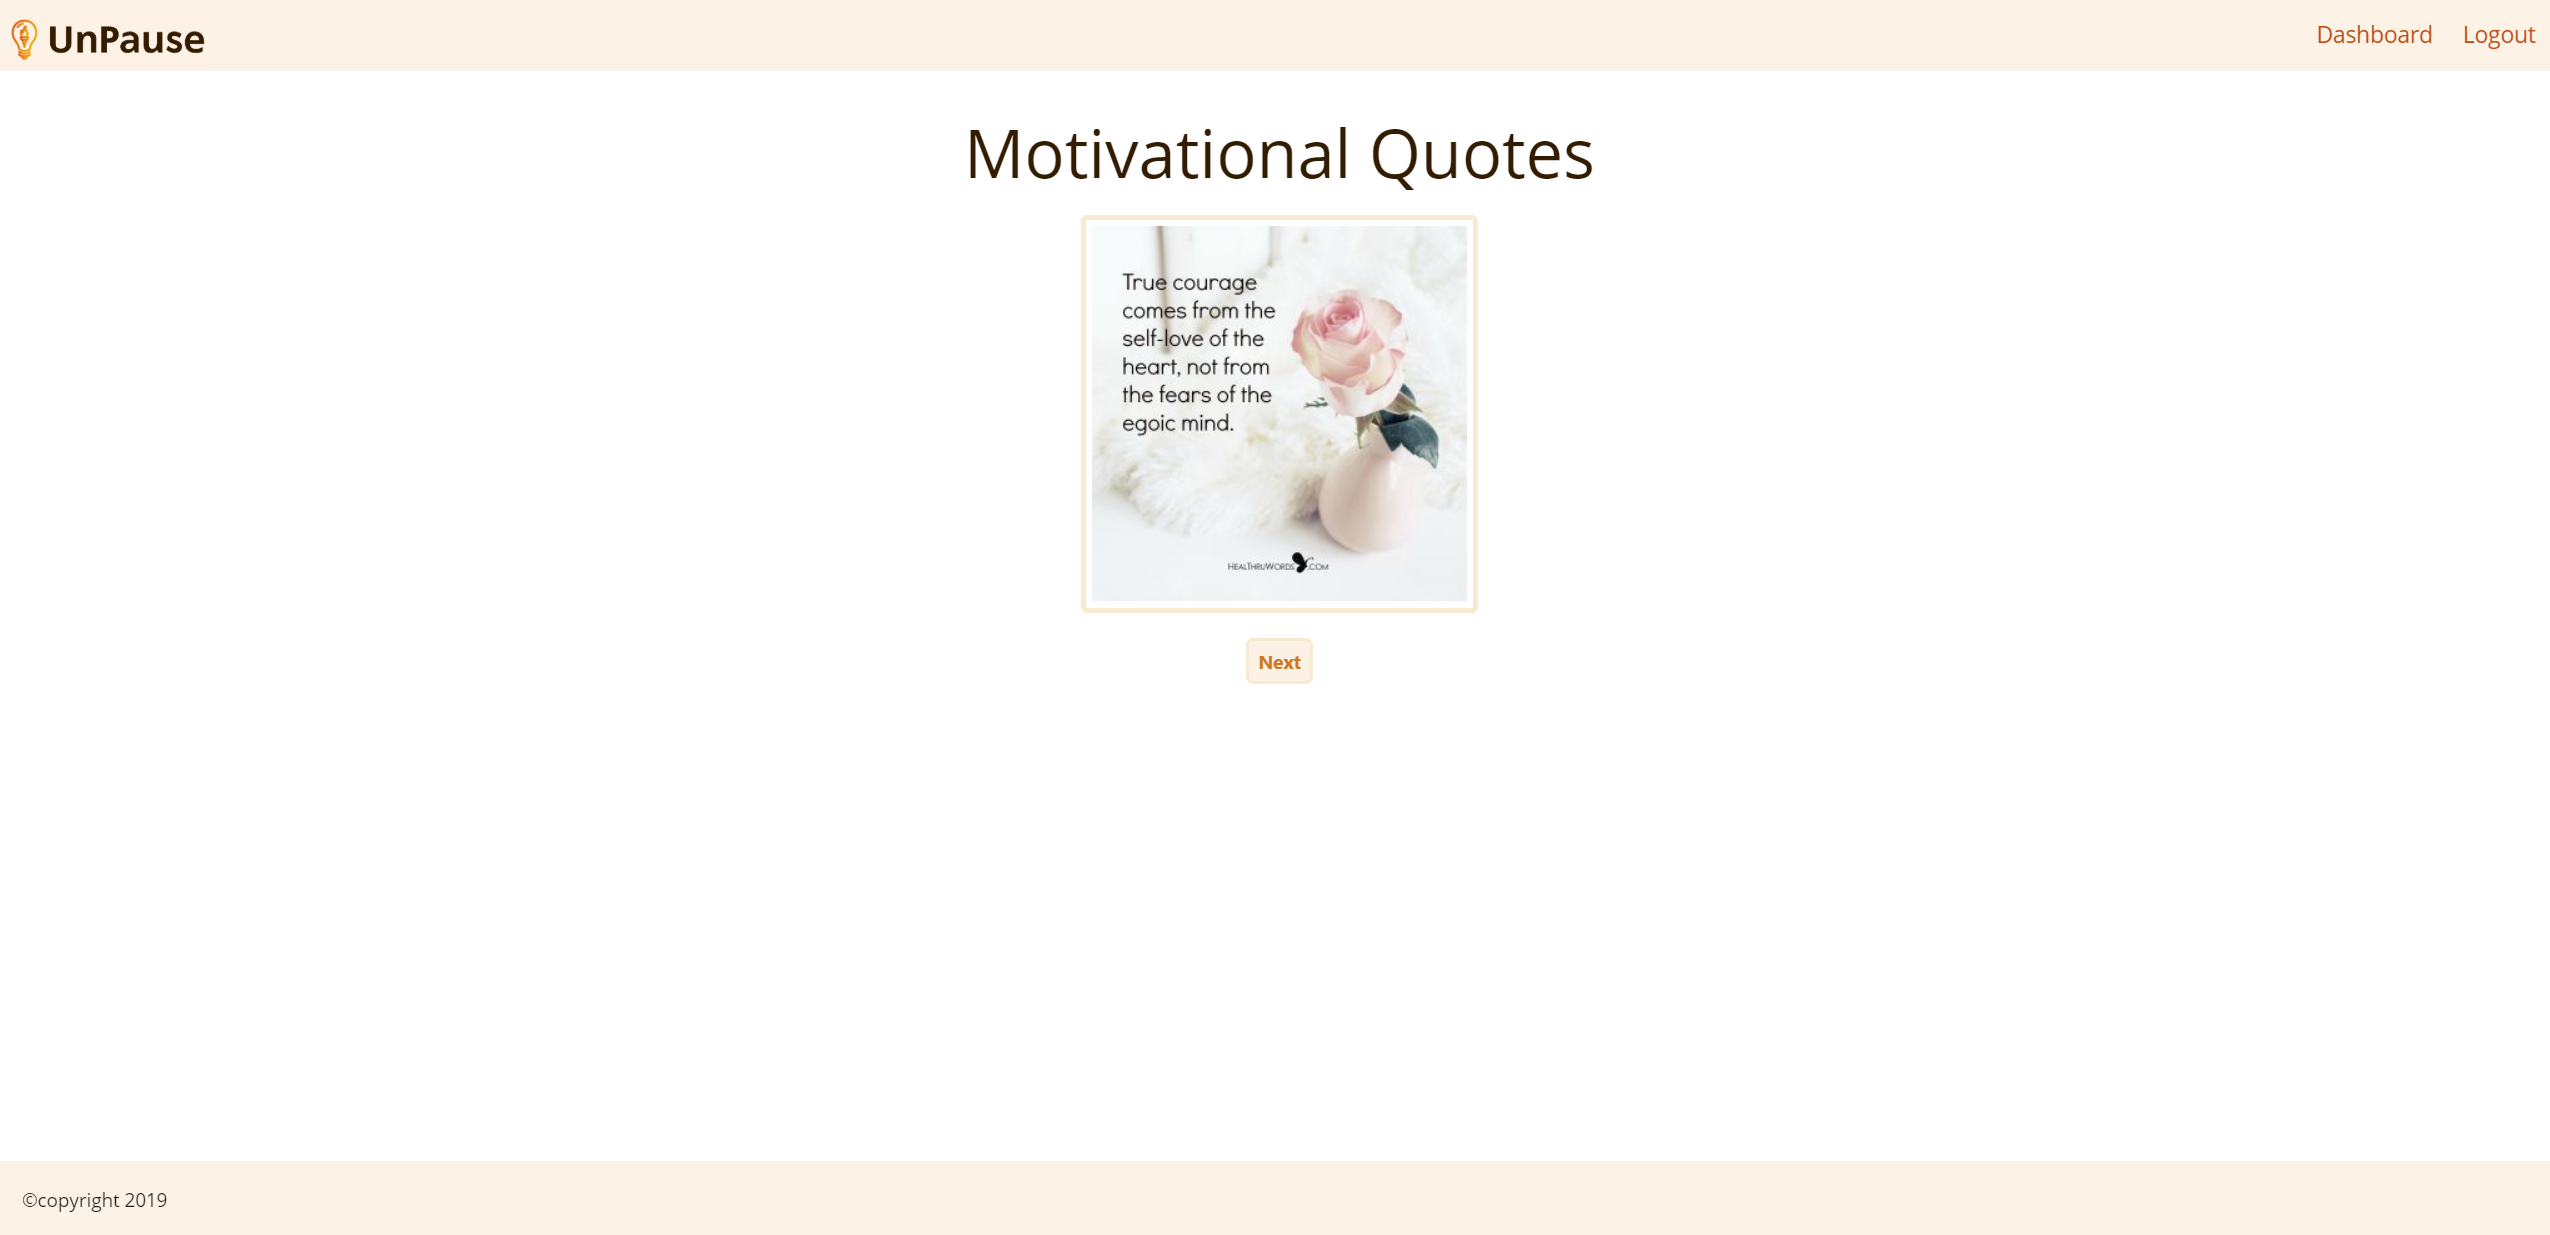 UnPause
Dashboard
Logout
Motivational Quotes
True courage
comes from the
self-love of the
heart, not from
the fears of the
egoic mind.
HEALTHRUWORDS.COM
Next
©copyright 2019